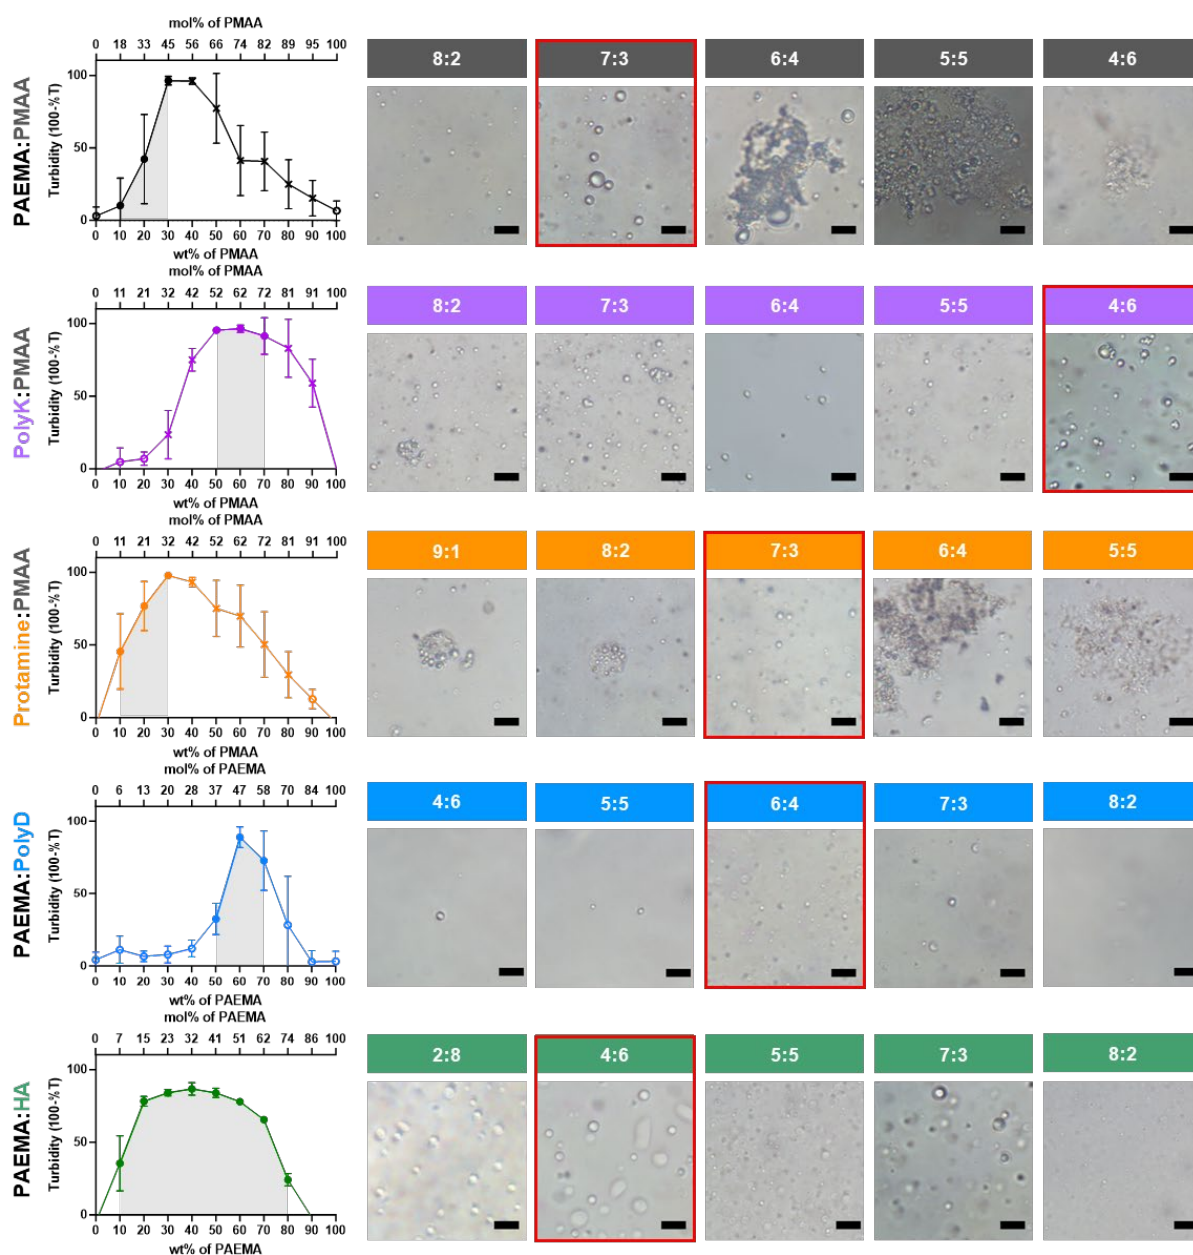 mol% of PMAA
0 18 33 45 56 66 74 82 89 95 100
PAEMA:PMAA
Turbidity (100-%T)
100
50
0
0 10 20 30 40 50 60 70 80 90 100
wt% of PMAA
8:2 7:3 6:4 5:5 4:6
mol% of PMAA
0 11 21 32 42 52 62 72 81 91 100
PolyK:PMAA
Turbidity (100-%T)
100
50
0
0 10 20 30 40 50 60 70 80 90 100
wt% of PMAA
8:2 7:3 6:4 5:5 4:6
mol% of PMAA
0 11 21 32 42 52 62 72 81 91 100
Protamine:PMAA
Turbidity (100-%T)
100
50
0
0 10 20 30 40 50 60 70 80 90 100
wt% of PMAA
9:1 8:2 7:3 6:4 5:5
mol% of PAEMA
0 6 13 20 28 37 47 58 70 84 100
PAEMA:PolyD
Turbidity (100-%T)
100
50
0
0 10 20 30 40 50 60 70 80 90 100
wt% of PAEMA
4:6 5:5 6:4 7:3 8:2
mol% of PAEMA
0 7 15 23 32 41 51 62 74 86 100
PAEMA:HA
Turbidity (100-%T)
100
50
0
0 10 20 30 40 50 60 70 80 90 100
wt% of PAEMA
2:8 4:6 5:5 7:3 8:2